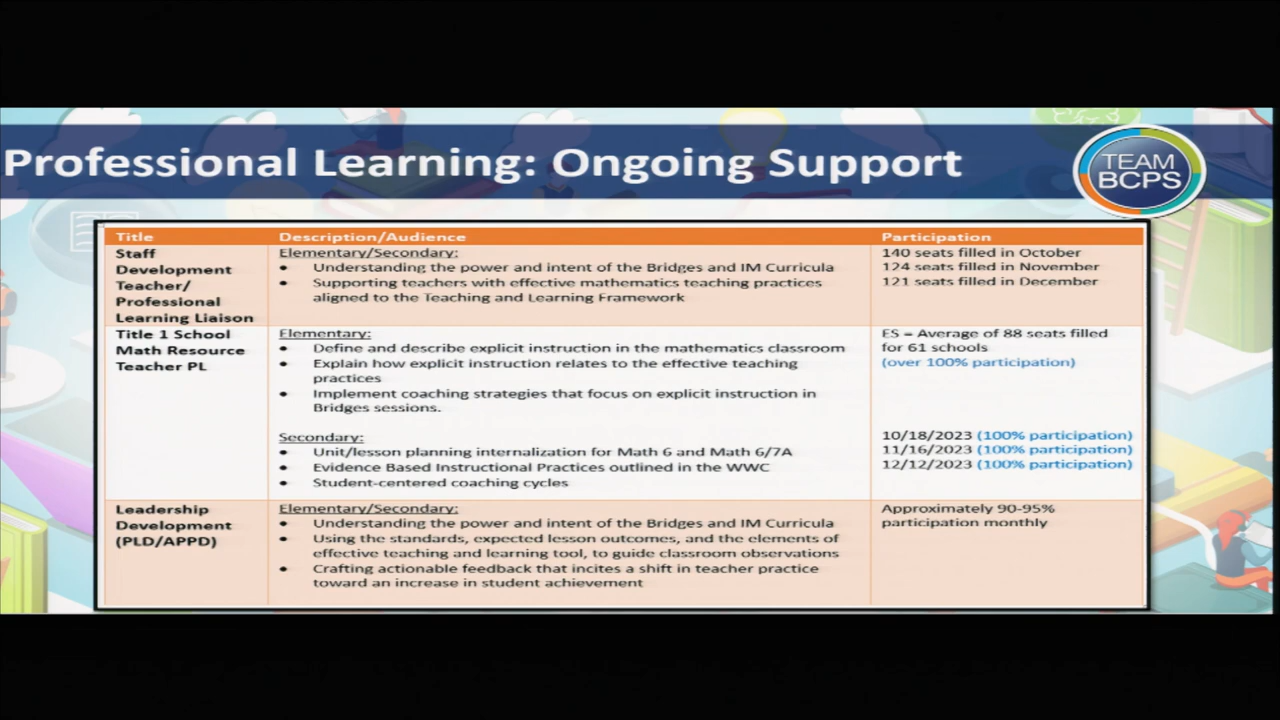 Professional Learning: Ongoing Support
TEAM
BCPS
Title
Description/Audience
Participation
Staff
Development
Teacher/
Professional
Learning Liaison
Elementary/Secondary:
• Understanding the power and intent of the Bridges and IM Curricula
• Supporting teachers with effective mathematics teaching practices
aligned to the Teaching and Learning Framework
140 seats filled in October
124 seats filled in November
121 seats filled in December
Title 1 School
Math Resource
Teacher PL
Elementary:
• Define and describe explicit instruction in the mathematics classroom
• Explain how explicit instruction relates to the effective teaching
practices
• Implement coaching strategies that focus on explicit instruction in
Bridges sessions.
Secondary:
• Unit/lesson planning internalization for Math 6 and Math 6/7A
• Evidence Based Instructional Practices outlined in the WWC
• Student-centered coaching cycles
ES = Average of 88 seats filled
for 61 schools
(over 100% participation)
10/18/2023 (100% participation)
11/16/2023 (100% participation)
12/12/2023 (100% participation)
Leadership
Development
(PLD/APPD)
Elementary/Secondary:
• Understanding the power and intent of the Bridges and IM Curricula
• Using the standards, expected lesson outcomes, and the elements of
effective teaching and learning tool, to guide classroom observations
• Crafting actionable feedback that incites a shift in teacher practice
toward an increase in student achievement
Approximately 90-95%
participation monthly